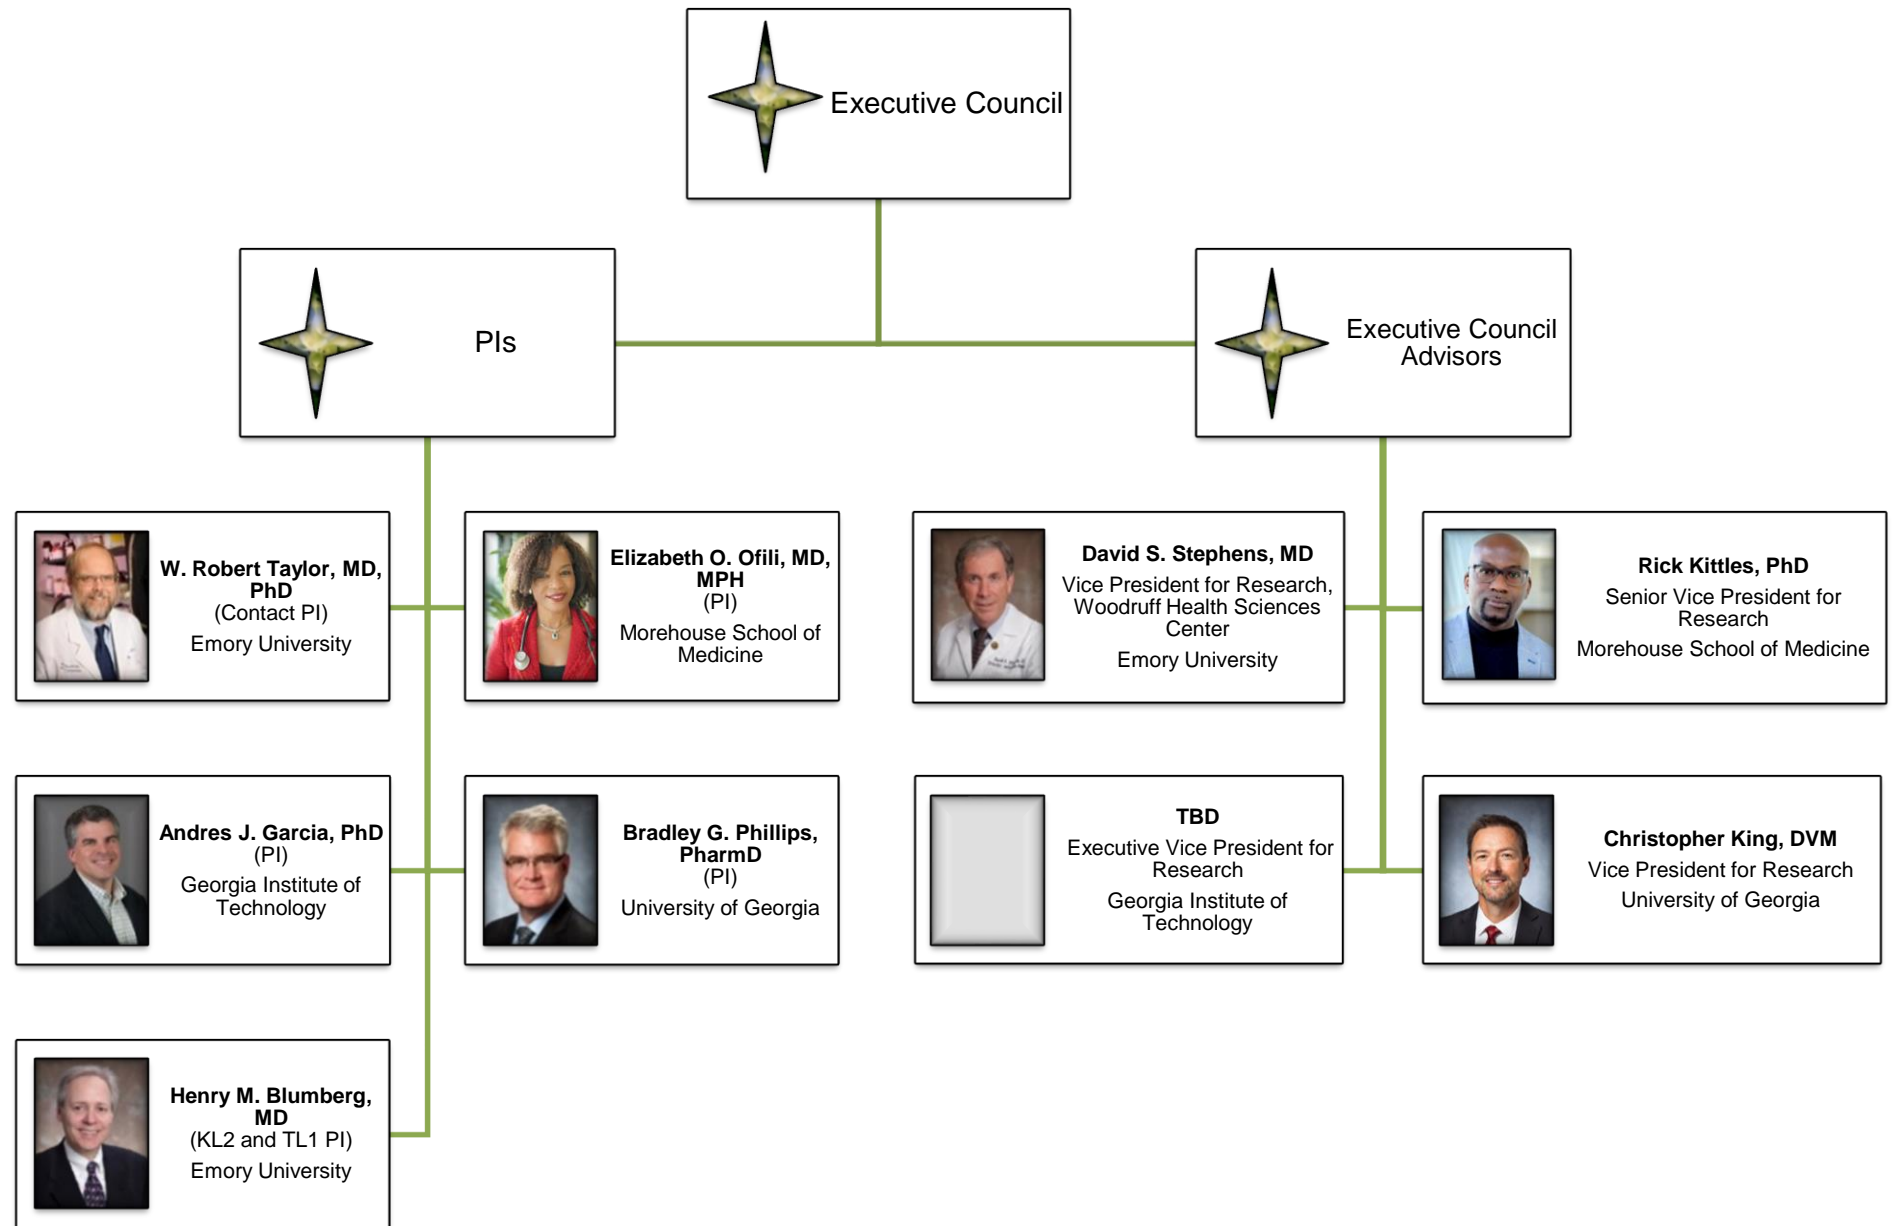 Executive Council
PIs
Executive Council
Advisors
W. Robert Taylor, MD,
PhD
(Contact PI)
Emory University
Elizabeth O. Ofili, MD,
MPH
(PI)
Morehouse School of
Medicine
David S. Stephens, MD
Vice President for Research,
Woodruff Health Sciences
Center
Emory University
Rick Kittles, PhD
Senior Vice President for
Research
Morehouse School of Medicine
Andres J. Garcia, PhD
(PI)
Georgia Institute of
Technology
Bradley G. Phillips,
PharmD
(PI)
University of Georgia
TBD
Executive Vice President for
Research
Georgia Institute of
Technology
Christopher King, DVM
Vice President for Research
University of Georgia
Henry M. Blumberg,
MD
(KL2 and TL1 PI)
Emory University